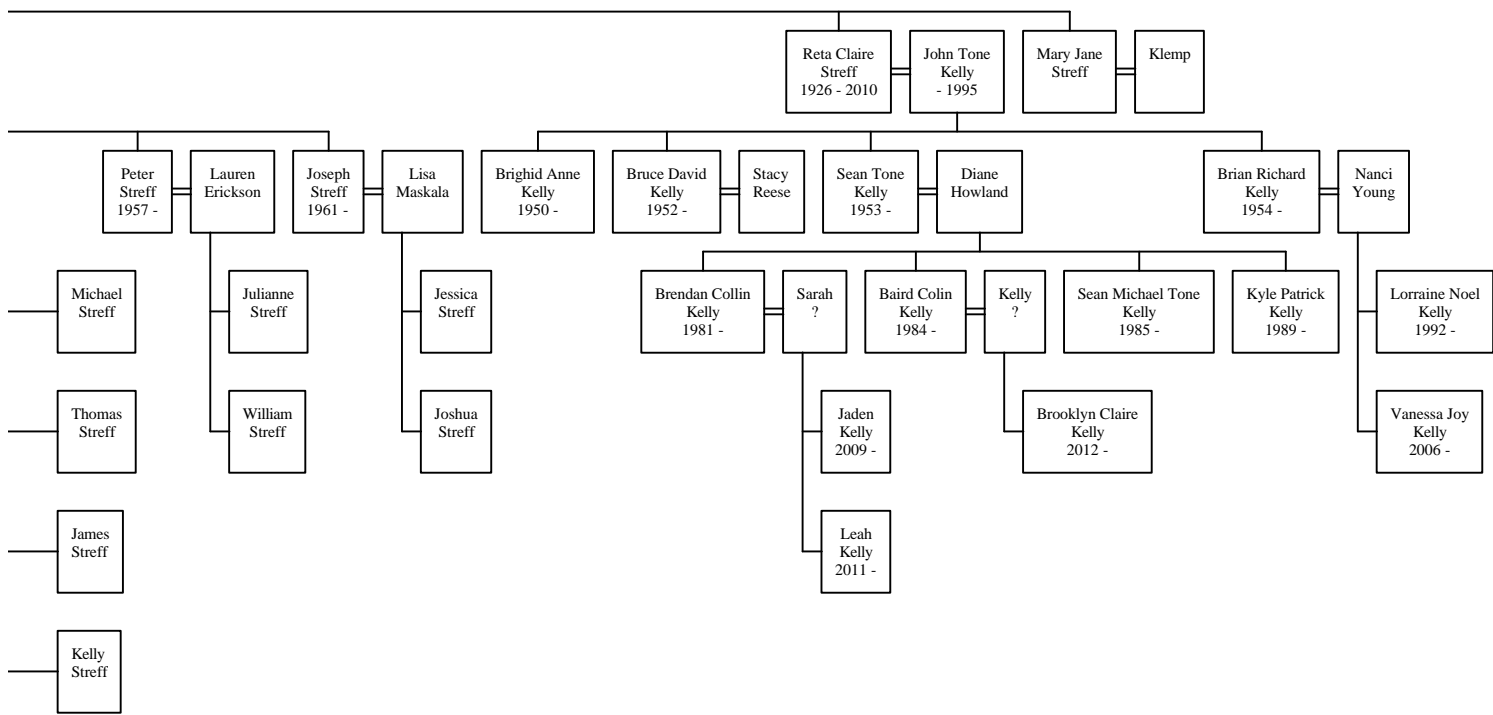 Reta Claire
Streff
1926 - 2010
John Tone
Kelly
- 1995
Mary Jane
Streff
Klemp
Peter
Streff
1957 -
Lauren
Erickson
Joseph
Streff
1961 -
Lisa
Maskala
Brighid Anne
Kelly
1950 -
Bruce David
Kelly
1952 -
Stacy
Reese
Sean Tone
Kelly
1953 -
Diane
Howland
Brian Richard
Kelly
1954 -
Nanci
Young
Michael
Streff
Julianne
Streff
Jessica
Streff
Brendan Collin
Kelly
1981 -
Sarah
?
Baird Colin
Kelly
1984 -
Kelly
?
Sean Michael Tone
Kelly
1985 -
Kyle Patrick
Kelly
1989 -
Lorraine Noel
Kelly
1992 -
Thomas
Streff
William
Streff
Joshua
Streff
Jaden
Kelly
2009 -
Brooklyn Claire
Kelly
2012 -
Vanessa Joy
Kelly
2006 -
James
Streff
Leah
Kelly
2011 -
Kelly
Streff